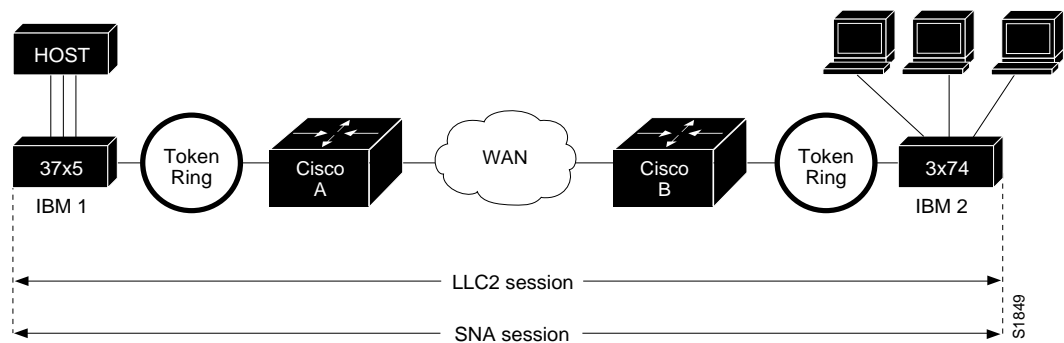 HOST
37x5
IBM 1
Token
Ring
Cisco
A
WAN
Cisco
B
Token
Ring
3x74
IBM 2
LLC2 session
SNA session
S1849